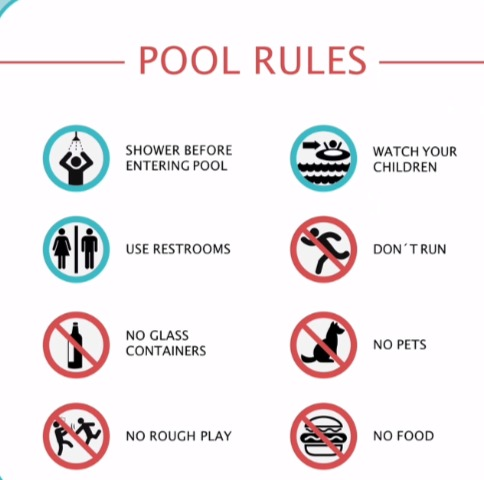 POOL RULES
SHOWER BEFORE
ENTERING POOL
WATCH YOUR
CHILDREN
USE RESTROOMS
DON´T RUN
NO GLASS
CONTAINERS
NO PETS
NO ROUGH PLAY
NO FOOD